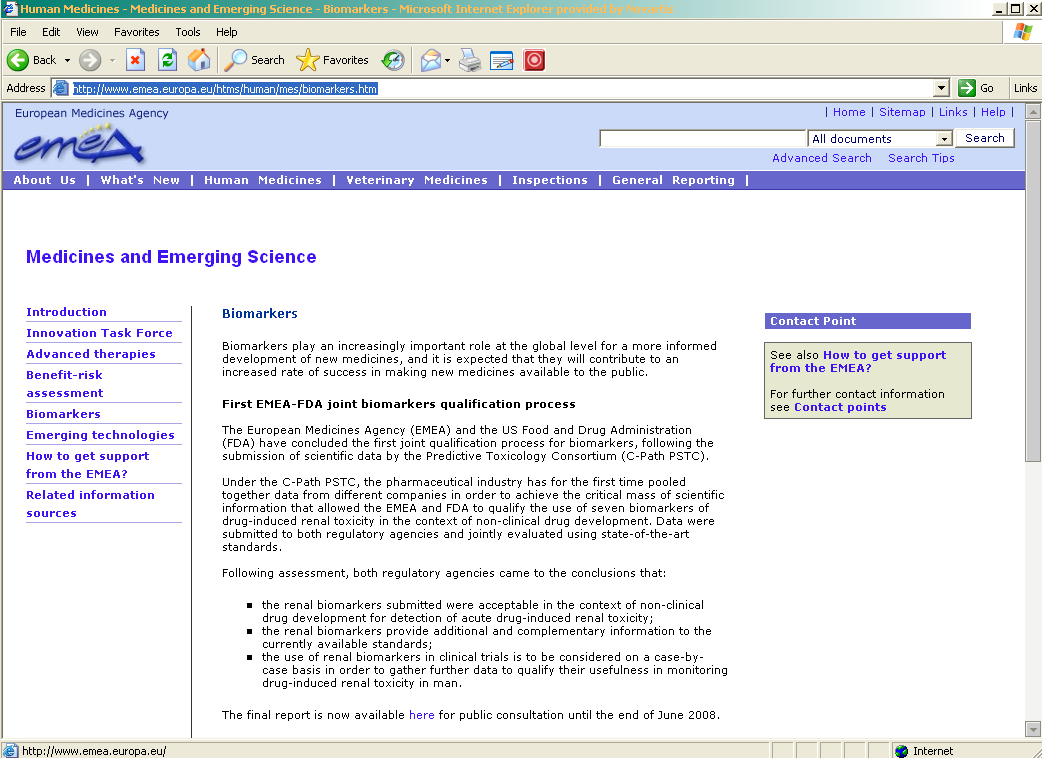 Human Medicines - Medicines and Emerging Science - Biomarkers - Microsoft Internet Explorer provided by Novartis
File Edit View Favorites Tools Help
Back Search Favorites
Address http://www.emea.europa.eu/htms/human/mes/biomarkers.htm Go Links
European Medicines Agency
emeA
| Home | Sitemap | Links | Help |
All documents Search
Advanced Search Search Tips
About Us | What's New | Human Medicines | Veterinary Medicines | Inspections | General Reporting |
Medicines and Emerging Science
Introduction
Innovation Task Force
Advanced therapies
Benefit-risk
assessment
Biomarkers
Emerging technologies
How to get support
from the EMEA?
Related information
sources
Biomarkers
Biomarkers play an increasingly important role at the global level for a more informed
development of new medicines, and it is expected that they will contribute to an
increased rate of success in making new medicines available to the public.
First EMEA-FDA joint biomarkers qualification process
The European Medicines Agency (EMEA) and the US Food and Drug Administration
(FDA) have concluded the first joint qualification process for biomarkers, following the
submission of scientific data by the Predictive Toxicology Consortium (C-Path PSTC).
Under the C-Path PSTC, the pharmaceutical industry has for the first time pooled
together data from different companies in order to achieve the critical mass of scientific
information that allowed the EMEA and FDA to qualify the use of seven biomarkers of
drug-induced renal toxicity in the context of non-clinical drug development. Data were
submitted to both regulatory agencies and jointly evaluated using state-of-the-art
standards.
Following assessment, both regulatory agencies came to the conclusions that:
▪ the renal biomarkers submitted were acceptable in the context of non-clinical
drug development for detection of acute drug-induced renal toxicity;
▪ the renal biomarkers provide additional and complementary information to the
currently available standards;
▪ the use of renal biomarkers in clinical trials is to be considered on a case-by-
case basis in order to gather further data to qualify their usefulness in monitoring
drug-induced renal toxicity in man.
The final report is now available here for public consultation until the end of June 2008.
Contact Point
See also How to get support
from the EMEA?
For further contact information
see Contact points
http://www.emea.europa.eu/ Internet